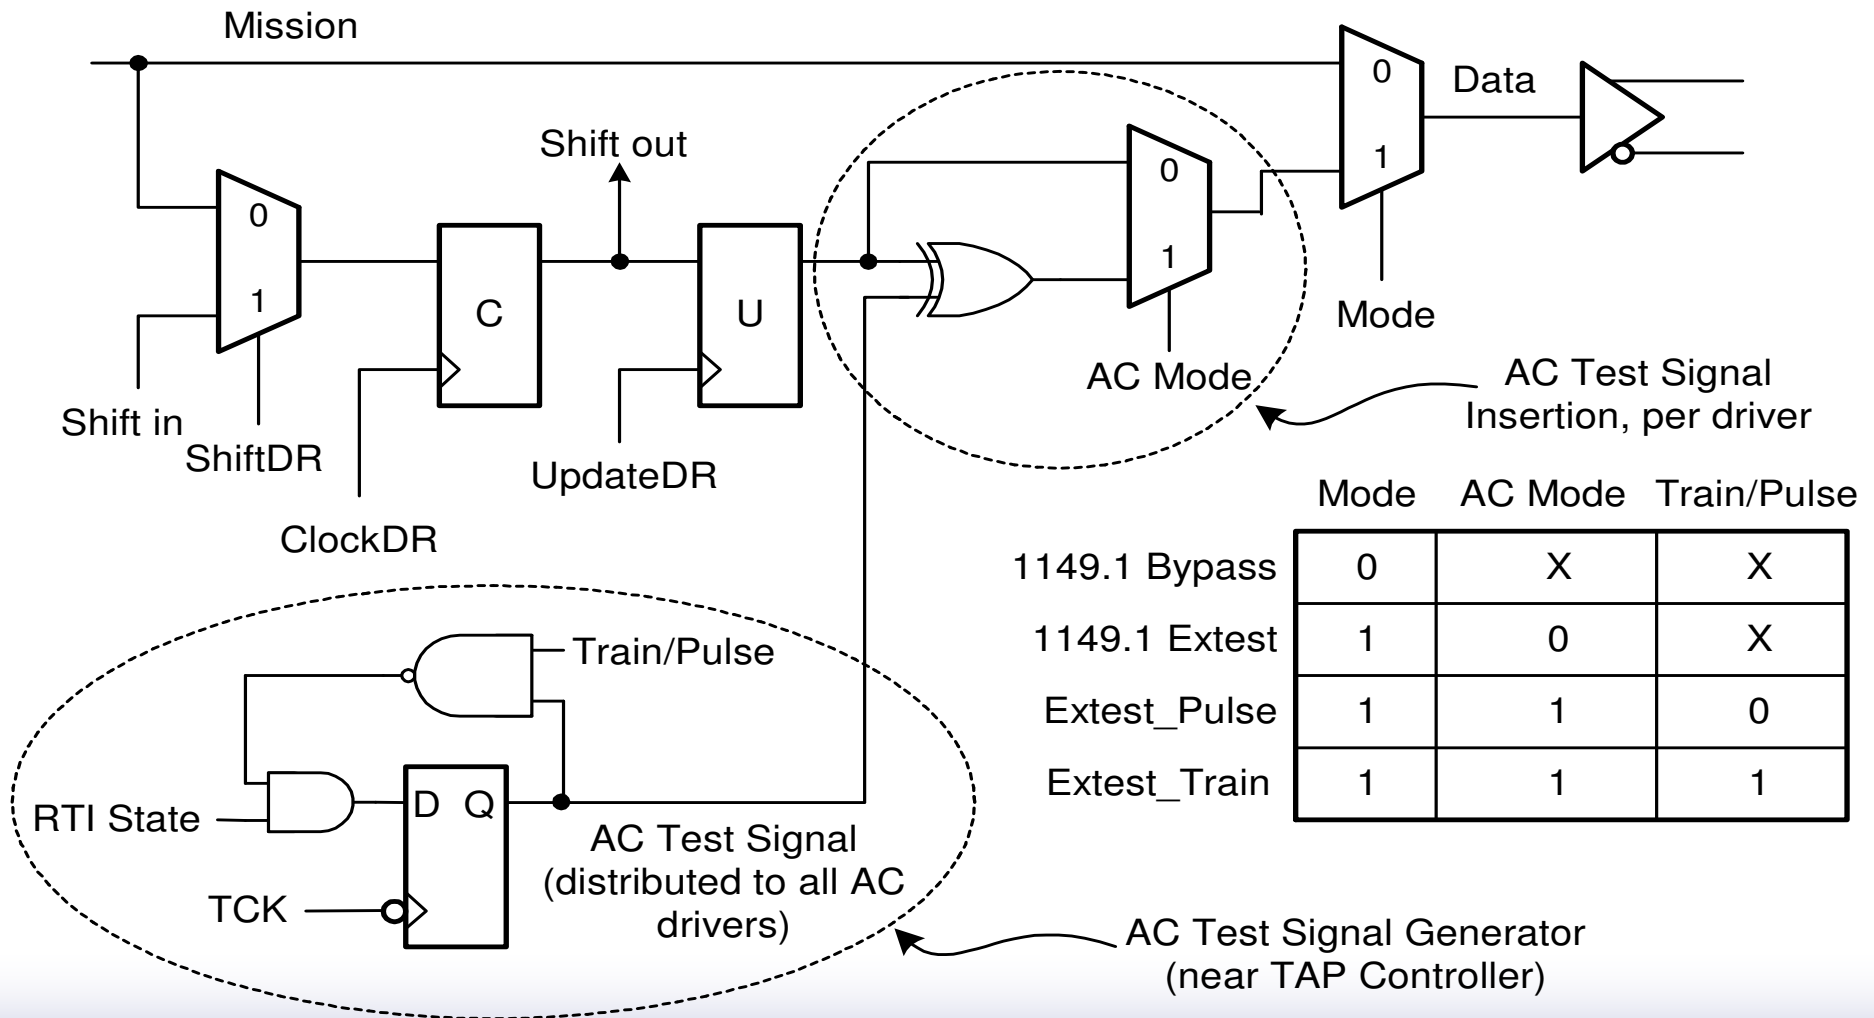 Mission
0
Data
1
Shift out
0
0
1
1
C
U
Mode
AC Mode
Shift in
ShiftDR
UpdateDR
ClockDR
AC Test Signal
Insertion, per driver
Mode AC Mode Train/Pulse
1149.1 Bypass 0 X X
1149.1 Extest 1 0 X
Extest_Pulse 1 1 0
Extest_Train 1 1 1
Train/Pulse
RTI State
D Q
TCK
AC Test Signal
(distributed to all AC
drivers)
AC Test Signal Generator
(near TAP Controller)